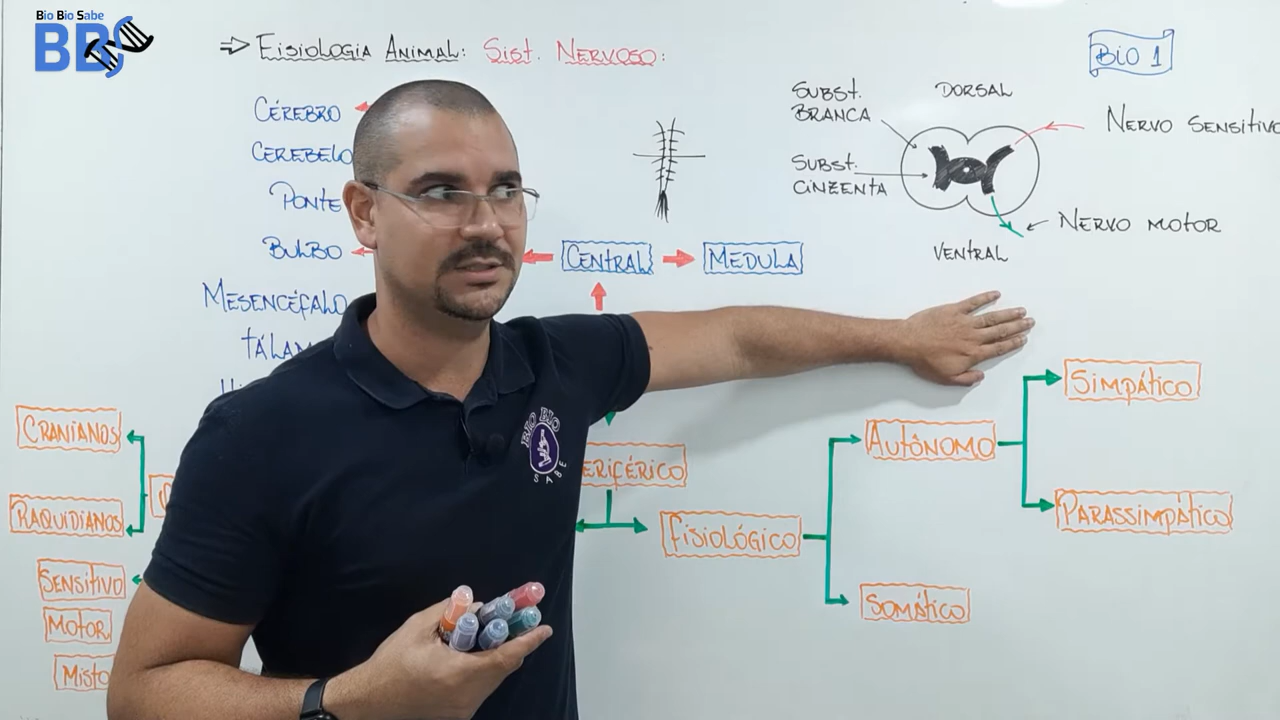 Bio Bio Sabe
BBS
⇒ Fisiologia Animal: Sist. Nervoso:
BIO 1
CÉREBRO
CEREBELO
PONTE
BULBO
MESENCÉFALO
SUBST.
BRANCA
DORSAL
NERVO SENSITIVO
SUBST.
CINZENTA
NERVO MOTOR
VENTRAL
CENTRAL
MEDULA
SIMPÁTICO
CRANIANOS
AUTÔNOMO
ERIFÉRICO
BIO BIO
SABE
RAQUIDIANOS
FISIOLÓGICO
PARASSIMPÁTICO
SENSITIVO
SOMÁTICO
MOTOR
MISTO